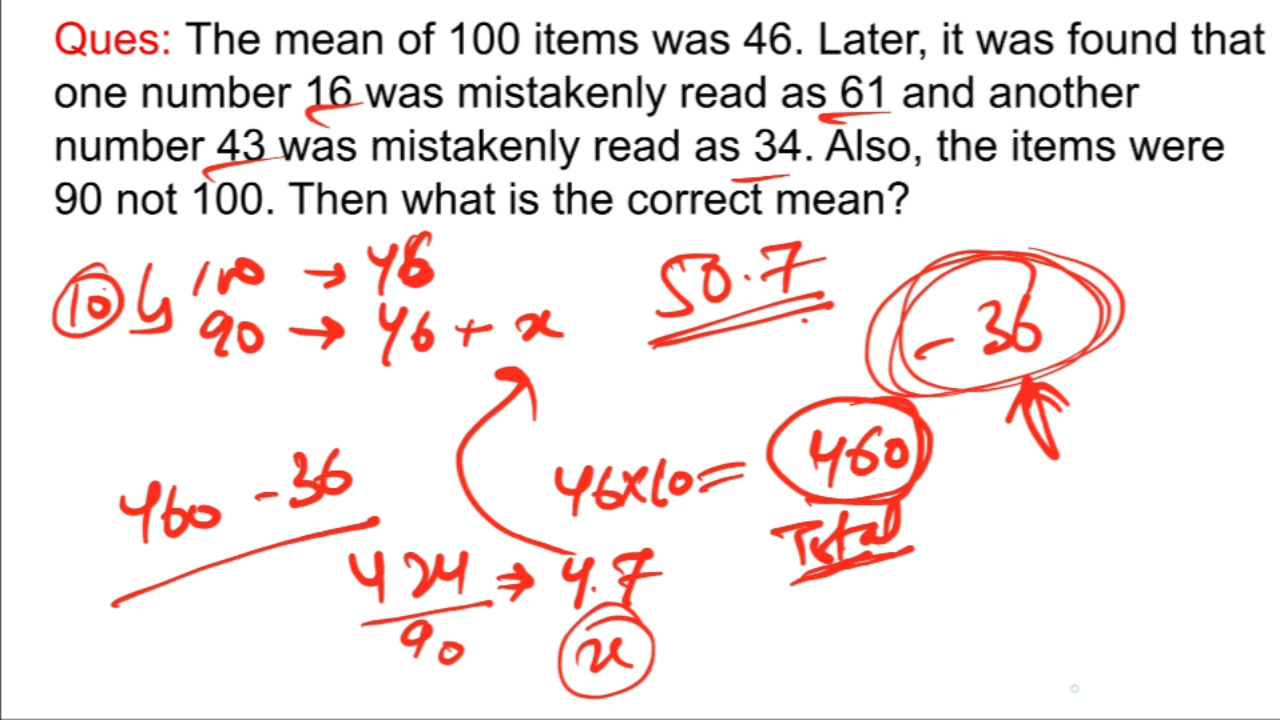 Ques: The mean of 100 items was 46. Later, it was found that
one number 16 was mistakenly read as 61 and another
number 43 was mistakenly read as 34. Also, the items were
90 not 100. Then what is the correct mean?
10 100 → 46
90 → 46 + x
50.7
- 36
460 - 36
46x10 = 460
Total
424 ⇒ 4.7
90
x